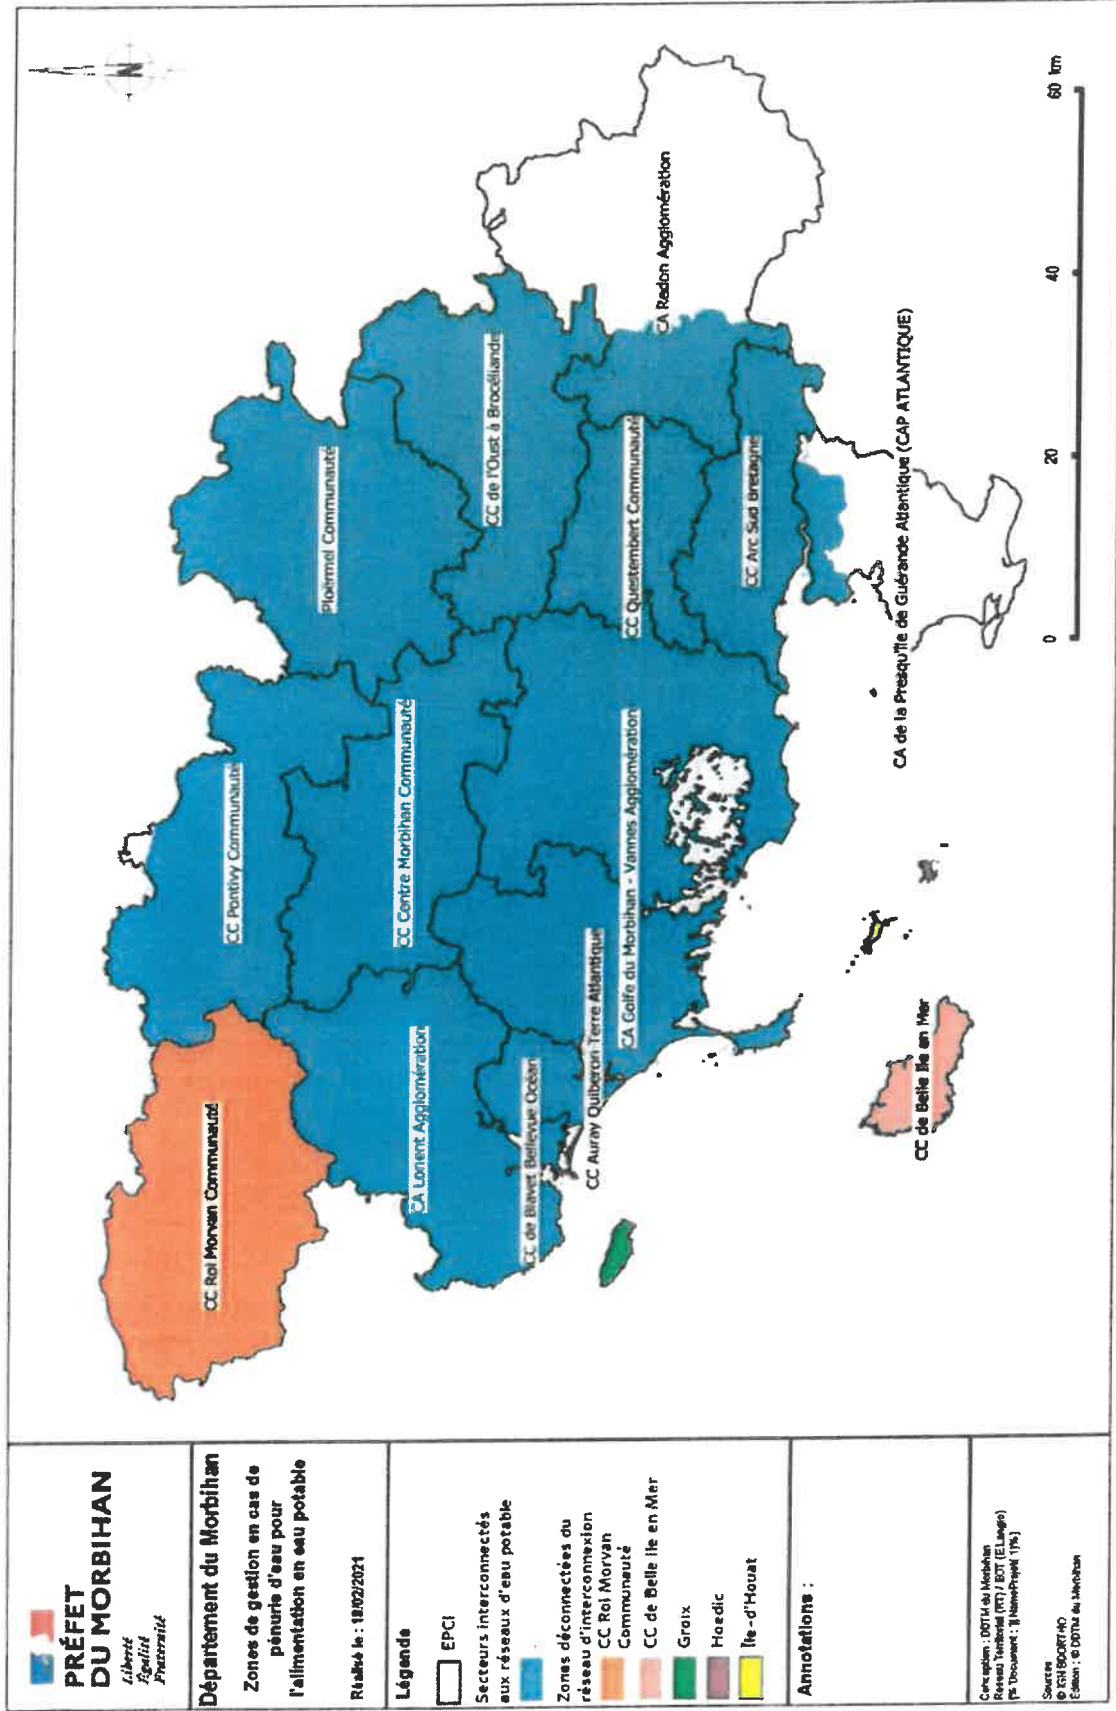 PRÉFET
DU MORBIHAN
Liberté
Égalité
Fraternité
Département du Morbihan
Zones de gestion en cas de
pénurie d'eau pour
l'alimentation en eau potable
Réalisé le : 18/02/2021
Légende
EPCI
Secteurs interconnectés
aux réseaux d'eau potable
Zones déconnectées du
réseau d'interconnexion
CC Roi Morvan
Communauté
CC de Belle Ile en Mer
Groix
Hoedic
Île-d'Houat
Annotations :
Conception : DDTM du Morbihan
Sources
Edition : © DDTM du Morbihan
N
CC Roi Morvan Communauté
CC Pontivy Communauté
Ploërmel Communauté
CA Lorient Agglomération
CC Centre Morbihan Communauté
CC de l'Oust à Brocéliande
CC de Blavet Bellevue Océan
CC Auray Quiberon Terre Atlantique
CA Golfe du Morbihan - Vannes Agglomération
CC Questembert Communauté
CA Redon Agglomération
CC Arc Sud Bretagne
CA de la Presqu'île de Guérande Atlantique (CAP ATLANTIQUE)
CC de Belle Ile en Mer
0 20 40 60 km